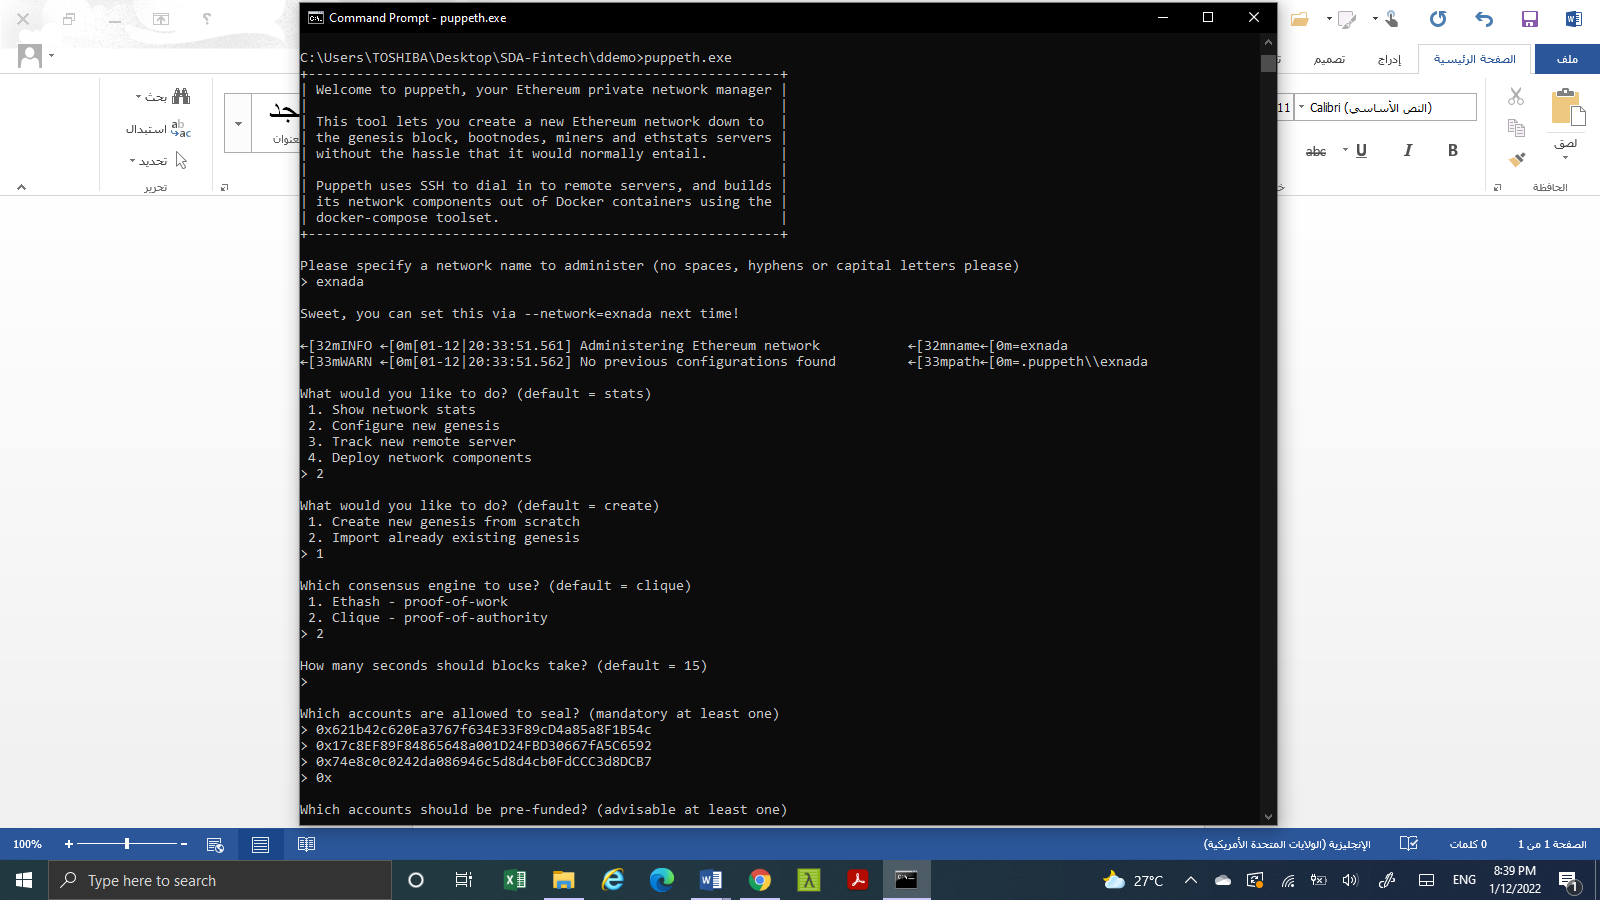 Command Prompt - puppeth.exe
ملف
الصفحة الرئيسية
إدراج
تصميم
بحث
استبدال
تحديد
تحرير
عنوان
11
Calibri (النص الأساسي)
abc U I B
لصق
الحافظة
C:\Users\TOSHIBA\Desktop\SDA-Fintech\ddemo>puppeth.exe
+-----------------------------------------------------------+
| Welcome to puppeth, your Ethereum private network manager |
| |
| This tool lets you create a new Ethereum network down to |
| the genesis block, bootnodes, miners and ethstats servers |
| without the hassle that it would normally entail. |
| |
| Puppeth uses SSH to dial in to remote servers, and builds |
| its network components out of Docker containers using the |
| docker-compose toolset. |
+-----------------------------------------------------------+
Please specify a network name to administer (no spaces, hyphens or capital letters please)
> exnada
Sweet, you can set this via --network=exnada next time!
←[32mINFO ←[0m[01-12|20:33:51.561] Administering Ethereum network ←[32mname←[0m=exnada
←[33mWARN ←[0m[01-12|20:33:51.562] No previous configurations found ←[33mpath←[0m=.puppeth\\exnada
What would you like to do? (default = stats)
1. Show network stats
2. Configure new genesis
3. Track new remote server
4. Deploy network components
> 2
What would you like to do? (default = create)
1. Create new genesis from scratch
2. Import already existing genesis
> 1
Which consensus engine to use? (default = clique)
1. Ethash - proof-of-work
2. Clique - proof-of-authority
> 2
How many seconds should blocks take? (default = 15)
>
Which accounts are allowed to seal? (mandatory at least one)
> 0x621b42c620Ea3767f634E33F89cD4a85a8F1B54c
> 0x17c8EF89F84865648a001D24FBD30667fA5C6592
> 0x74e8c0c0242da086946c5d8d4cb0FdCCC3d8DCB7
> 0x
Which accounts should be pre-funded? (advisable at least one)
الصفحة 1 من 1
0 كلمات
الإنجليزية (الولايات المتحدة الأمريكية)
100%
Type here to search
27°C
ENG
8:39 PM
1/12/2022
1